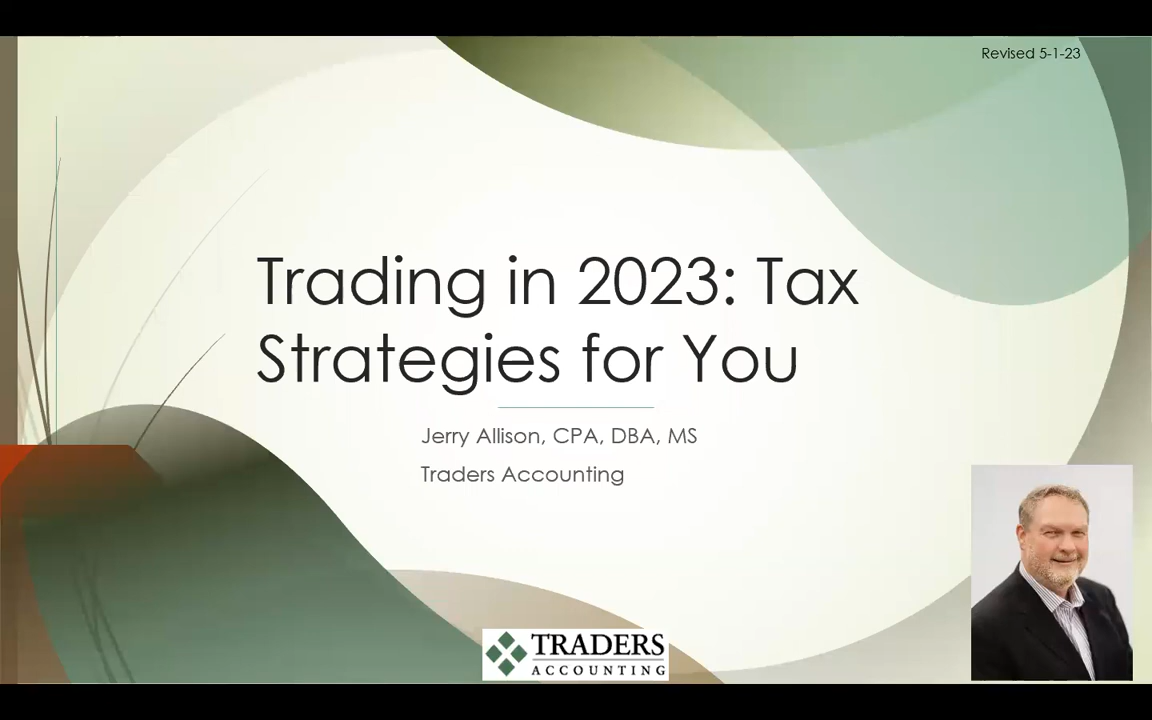 Revised 5-1-23
Trading in 2023: Tax
Strategies for You
Jerry Allison, CPA, DBA, MS
Traders Accounting
TRADERS
ACCOUNTING